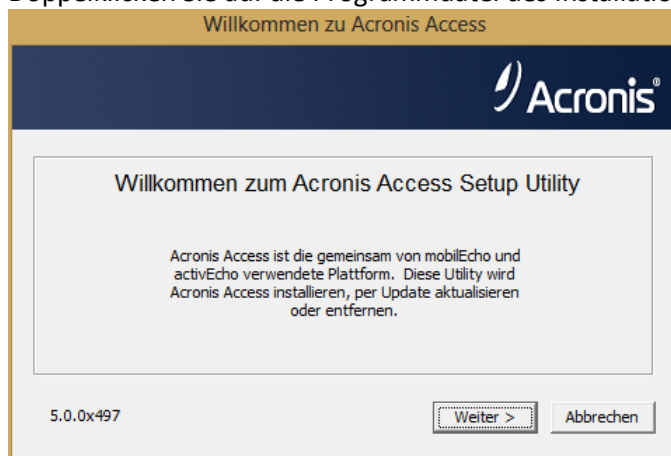 Willkommen zu Acronis Access
Acronis®
Willkommen zum Acronis Access Setup Utility
Acronis Access ist die gemeinsam von mobilEcho und
activEcho verwendete Plattform. Diese Utility wird
Acronis Access installieren, per Update aktualisieren
oder entfernen.
5.0.0x497
Weiter >
Abbrechen